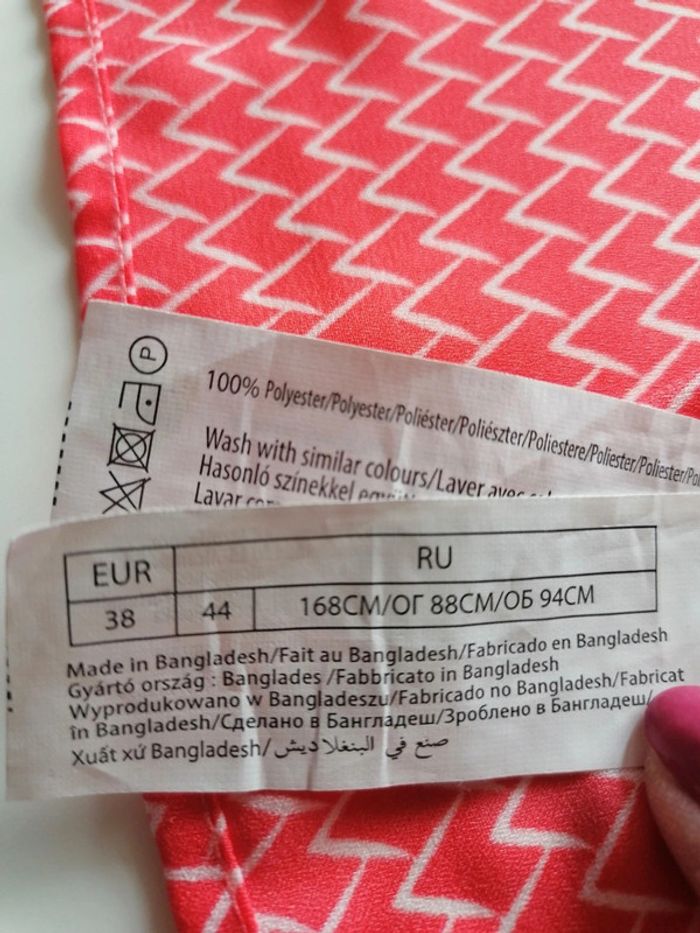 P
100% Polyester/Polyester/Poliéster/Poliészter/Poliestere/Poliester/Poliester/Po
Wash with similar colours/Laver avec
Hasonló színekkel
Lavar
EUR RU
38 44 168CM/ОГ 88CM/ОБ 94CM
Made in Bangladesh/Fait au Bangladesh/Fabricado en Bangladesh
Gyártó ország : Banglades /Fabbricato in Bangladesh
Wyprodukowano w Bangladeszu/Fabricado no Bangladesh/Fabricat
în Bangladesh/Сделано в Бангладеш/Зроблено в Бангладеш/
Xuất xứ Bangladesh/ صنع في البنغلاديش